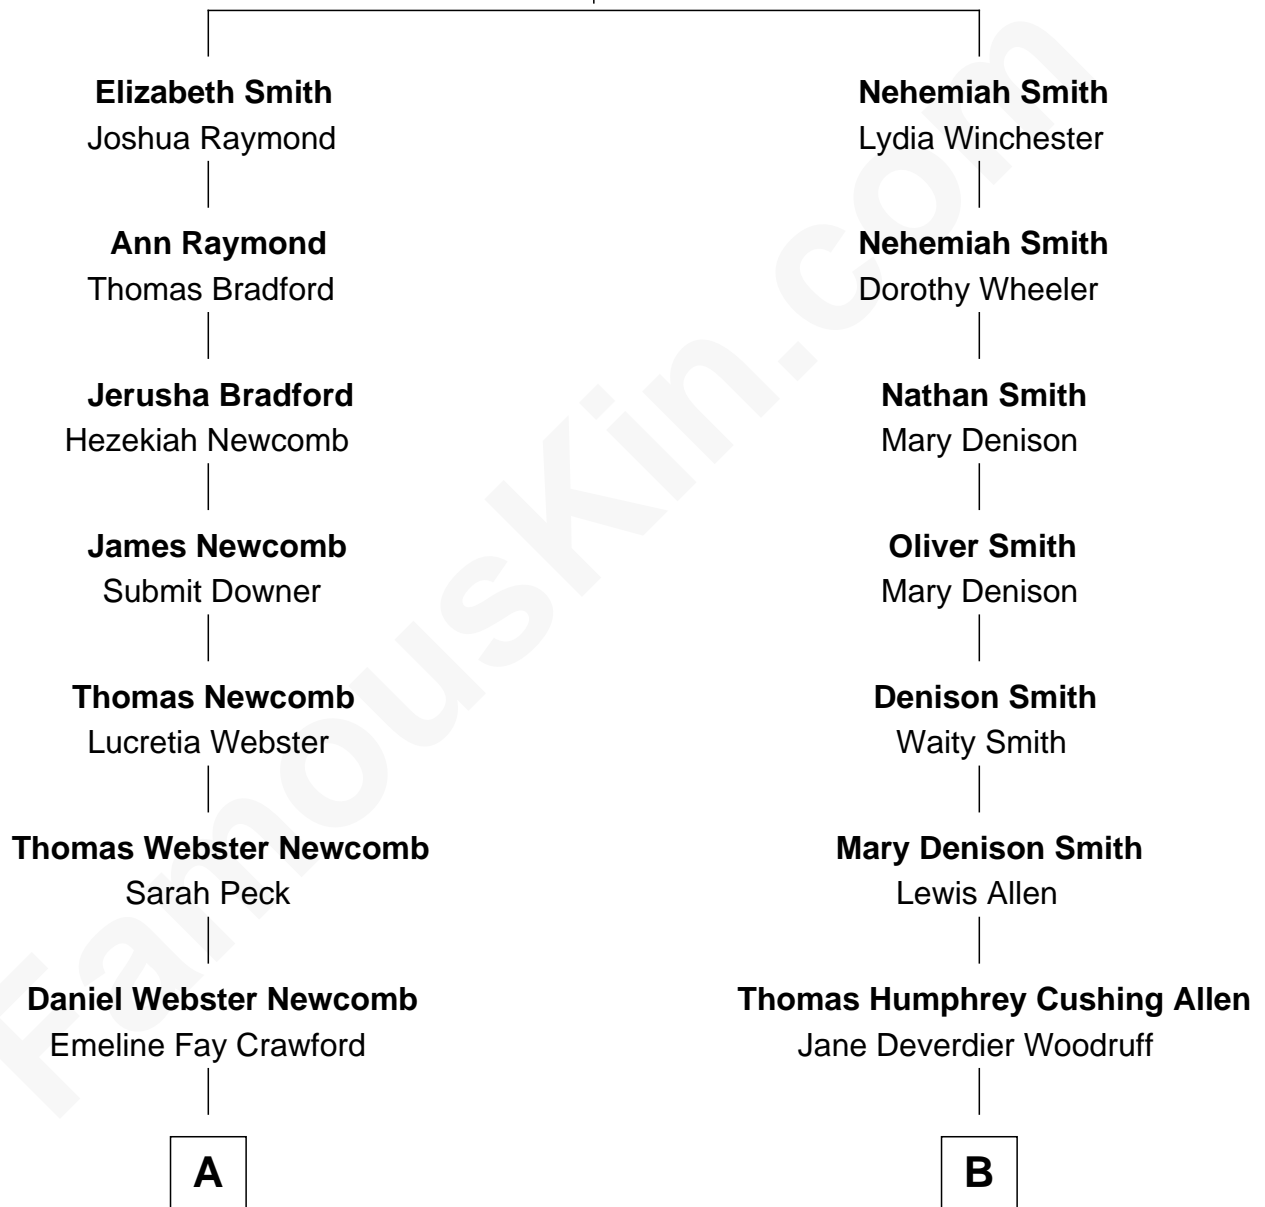 Elizabeth Smith
Joshua Raymond
Ann Raymond
Thomas Bradford
Jerusha Bradford
Hezekiah Newcomb
James Newcomb
Submit Downer
Thomas Newcomb
Lucretia Webster
Thomas Webster Newcomb
Sarah Peck
Daniel Webster Newcomb
Emeline Fay Crawford
A
Nehemiah Smith
Lydia Winchester
Nehemiah Smith
Dorothy Wheeler
Nathan Smith
Mary Denison
Oliver Smith
Mary Denison
Denison Smith
Waity Smith
Mary Denison Smith
Lewis Allen
Thomas Humphrey Cushing Allen
Jane Deverdier Woodruff
B
FamousKin.com